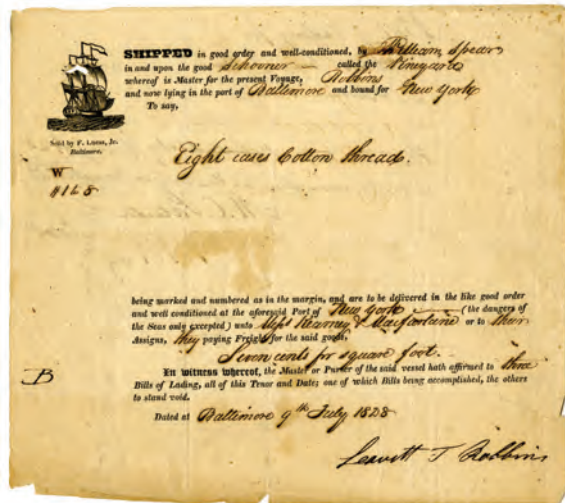 SHIPPED in good order and well-conditioned, by William Spear
in and upon the good Schooner called the Vineyard
whereof is Master for the present Voyage, Robbins
and now lying in the port of Baltimore and bound for New York
To say,
Sold by F. Lucas, Jr.
Baltimore.
Eight cases Cotton thread.
W
being marked and numbered as in the margin, and are to be delivered in the like good order
and well conditioned at the aforesaid Port of New York (the dangers of
the Seas only excepted) unto Messrs Kearney & Macfarlane or to their
Assigns, they paying Freight for the said goods,
Seven cents pr square foot.
In witness whereof, the Master or Purser of the said vessel hath affirmed to three
Bills of Lading, all of this Tenor and Date; one of which Bills being accomplished, the others
to stand void.
B
Dated at Baltimore 9th July 1828
Leavitt T Robbins